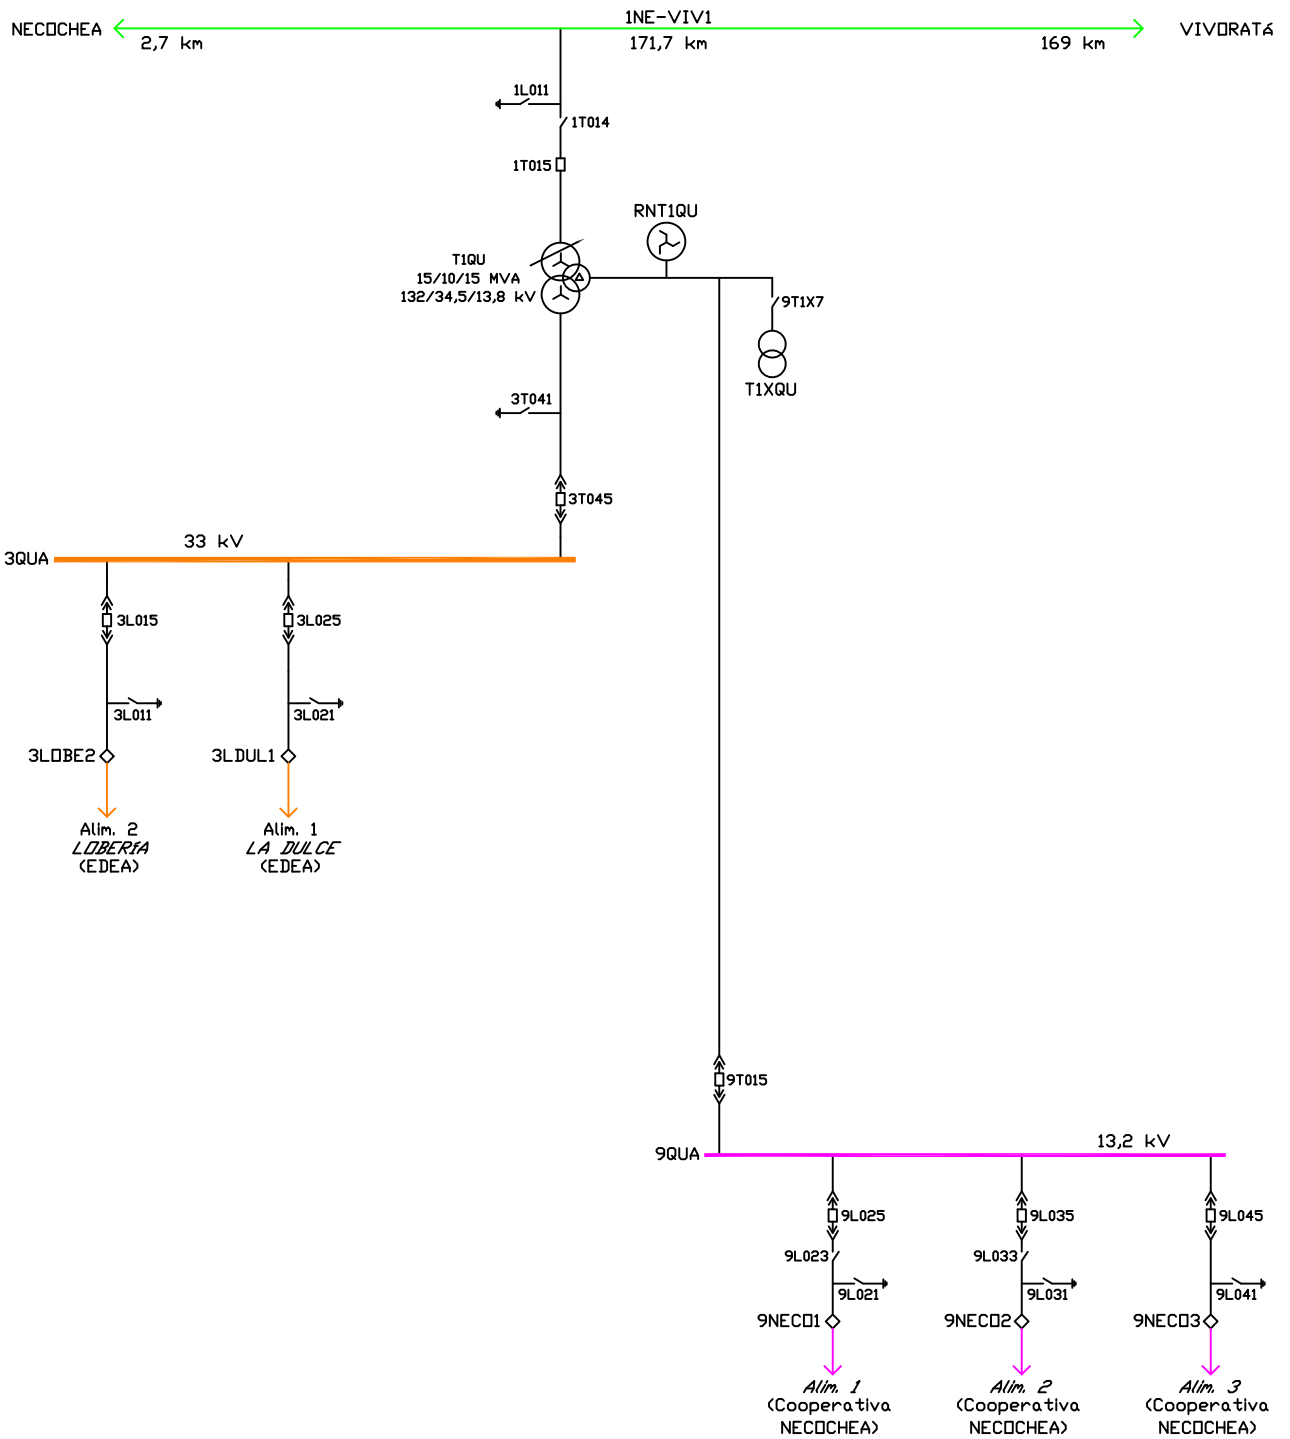 1NE-VIV1
NECOCHEA
VIVORATÁ
2,7 km
171,7 km
169 km
1L011
1T014
1T015
RNT1QU
T1QU
15/10/15 MVA
132/34,5/13,8 kV
9T1X7
T1XQU
3T041
3T045
33 kV
3QUA
3L015
3L025
3L011
3L021
3LOBE2
3LDUL1
Alim. 2
LOBERÍA
(EDEA)
Alim. 1
LA DULCE
(EDEA)
9T015
13,2 kV
9QUA
9L025
9L035
9L045
9L023
9L033
9L021
9L031
9L041
9NECO1
9NECO2
9NECO3
Alim. 1
(Cooperativa
NECOCHEA)
Alim. 2
(Cooperativa
NECOCHEA)
Alim. 3
(Cooperativa
NECOCHEA)